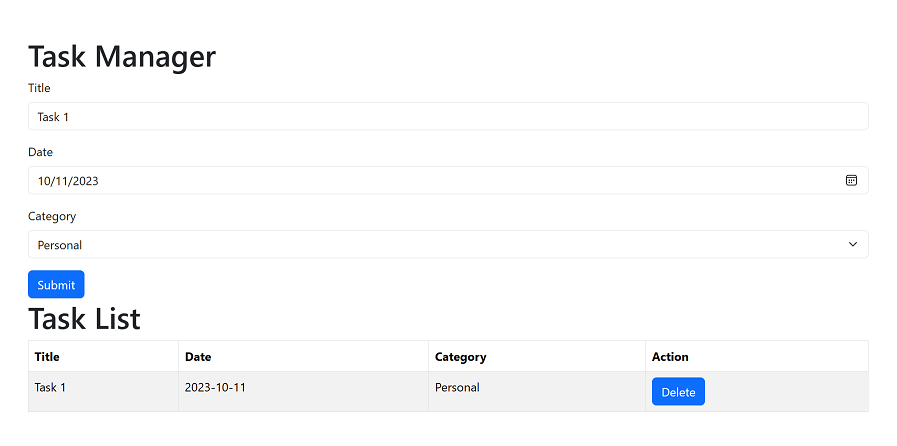 Task Manager
Title
Task 1
Date
10/11/2023
Category
Personal
Submit
Task List
Title Date Category Action
Task 1 2023-10-11 Personal Delete